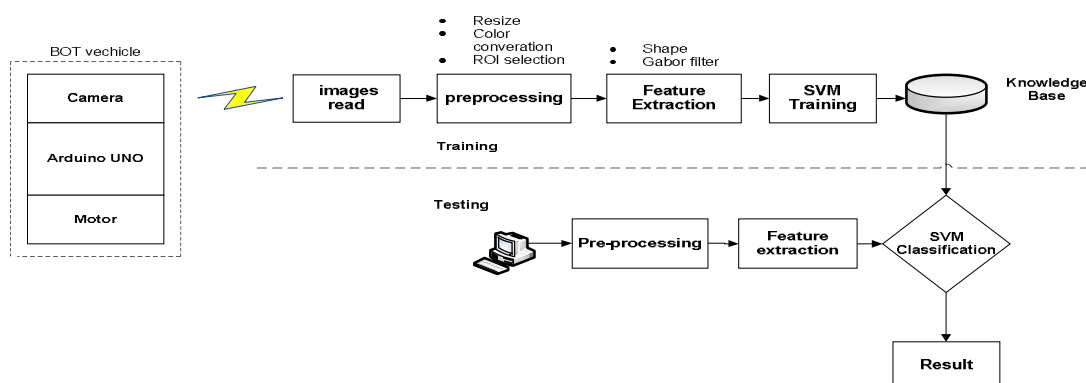 BOT vechicle
Camera
Arduino UNO
Motor
images
read
• Resize
• Color
converation
• ROI selection
preprocessing
• Shape
• Gabor filter
Feature
Extraction
SVM
Training
Knowledge
Base
Training
Testing
Pre-processing
Feature
extraction
SVM
Classification
Result